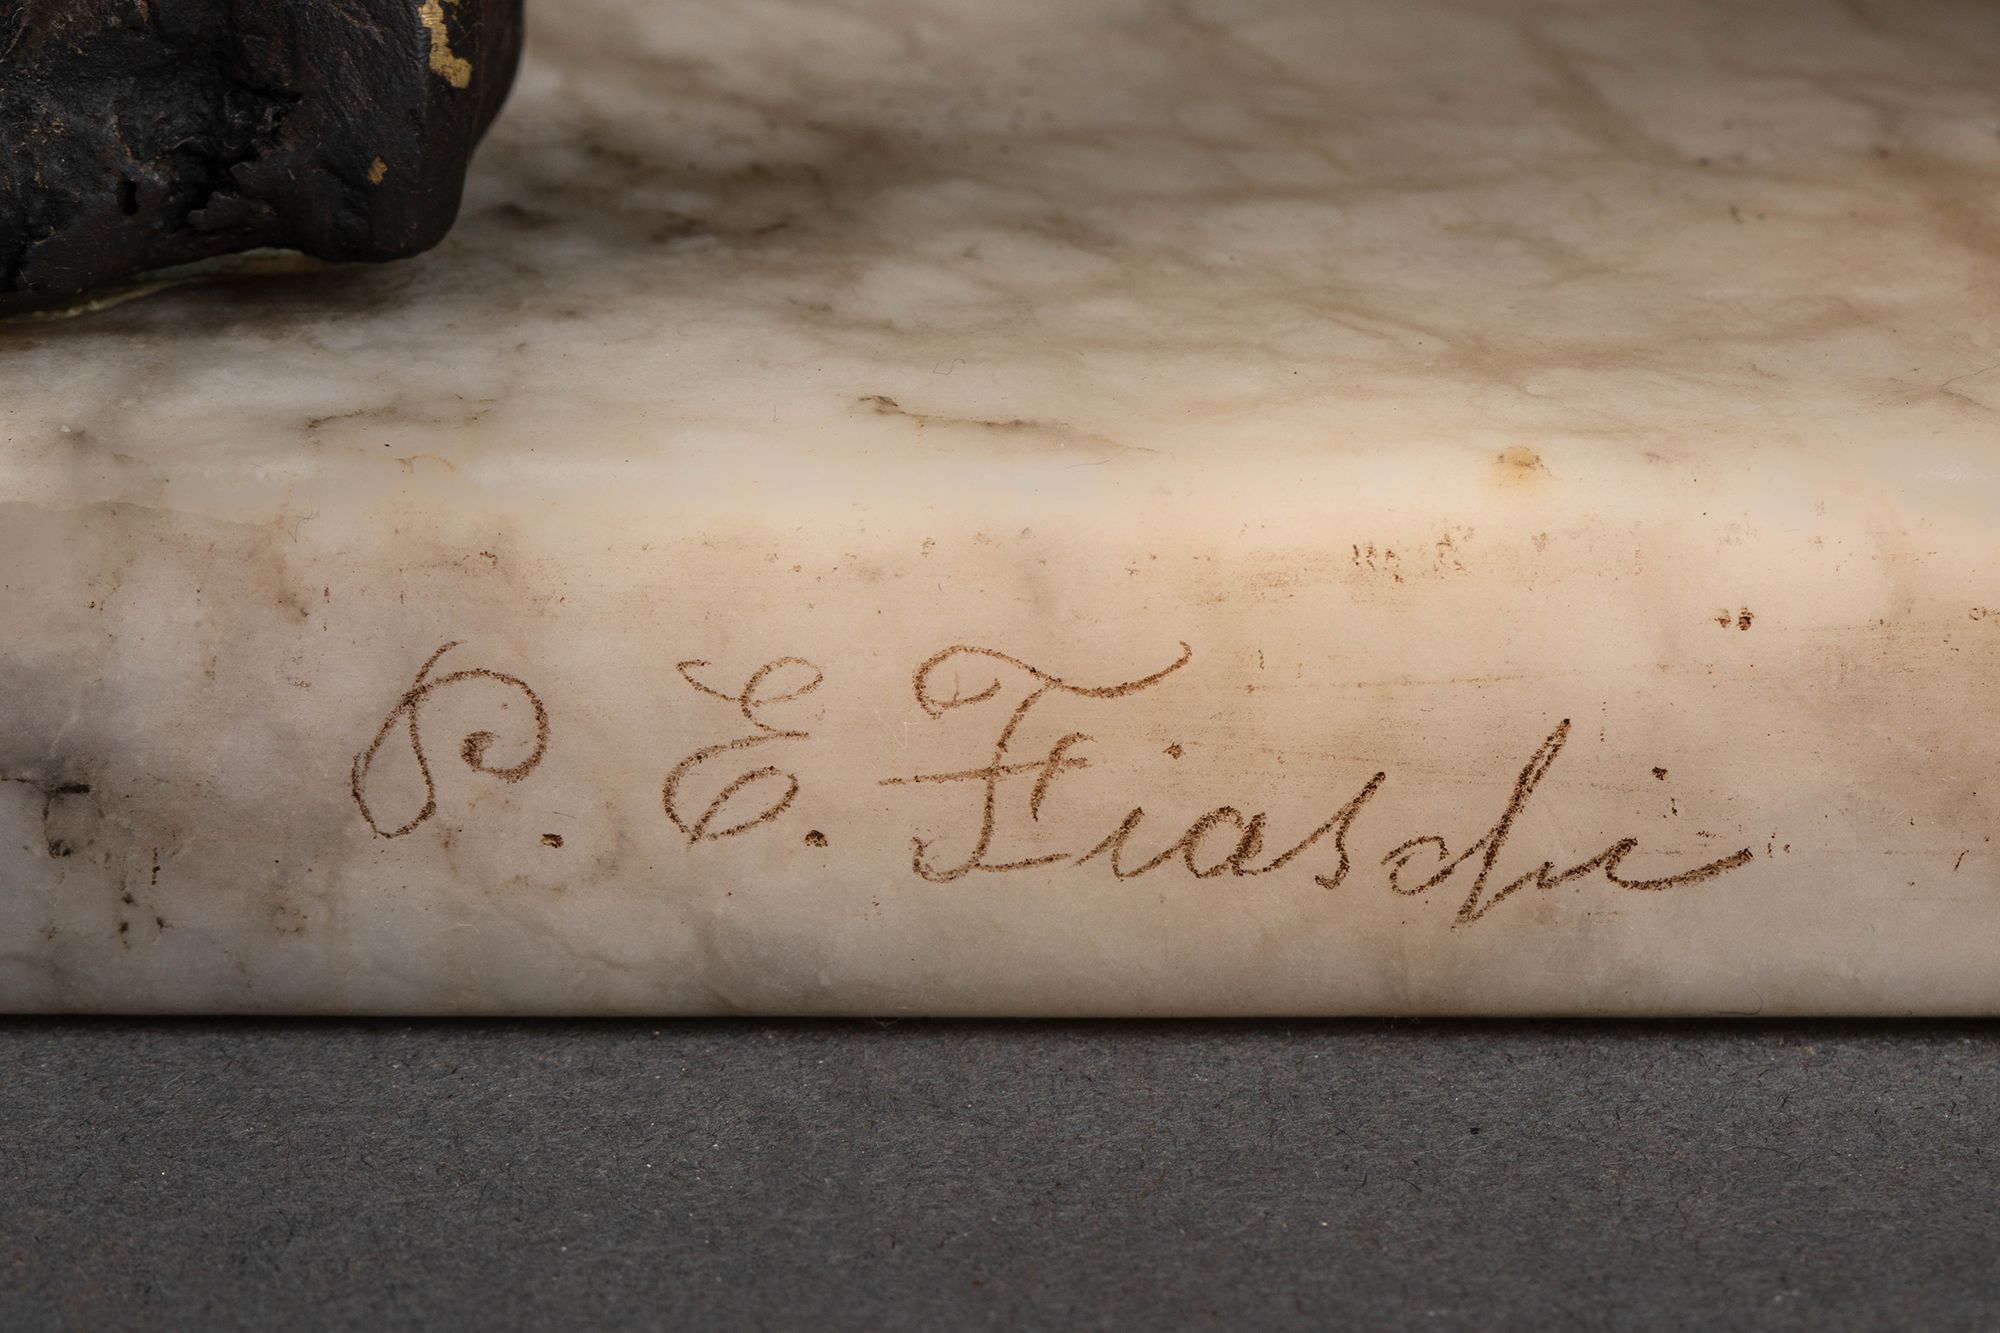 P. E. Fiaschi